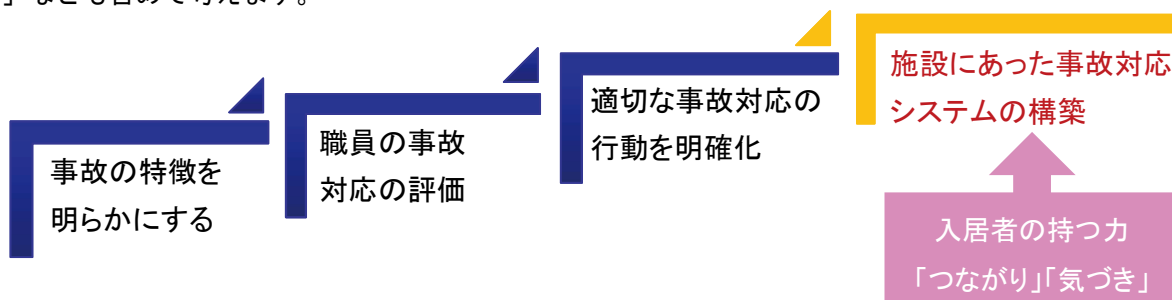 事故の特徴を
明らかにする
職員の事故
対応の評価
適切な事故対応の
行動を明確化
施設にあった事故対応
システムの構築
入居者の持つ力
「つながり」「気づき」